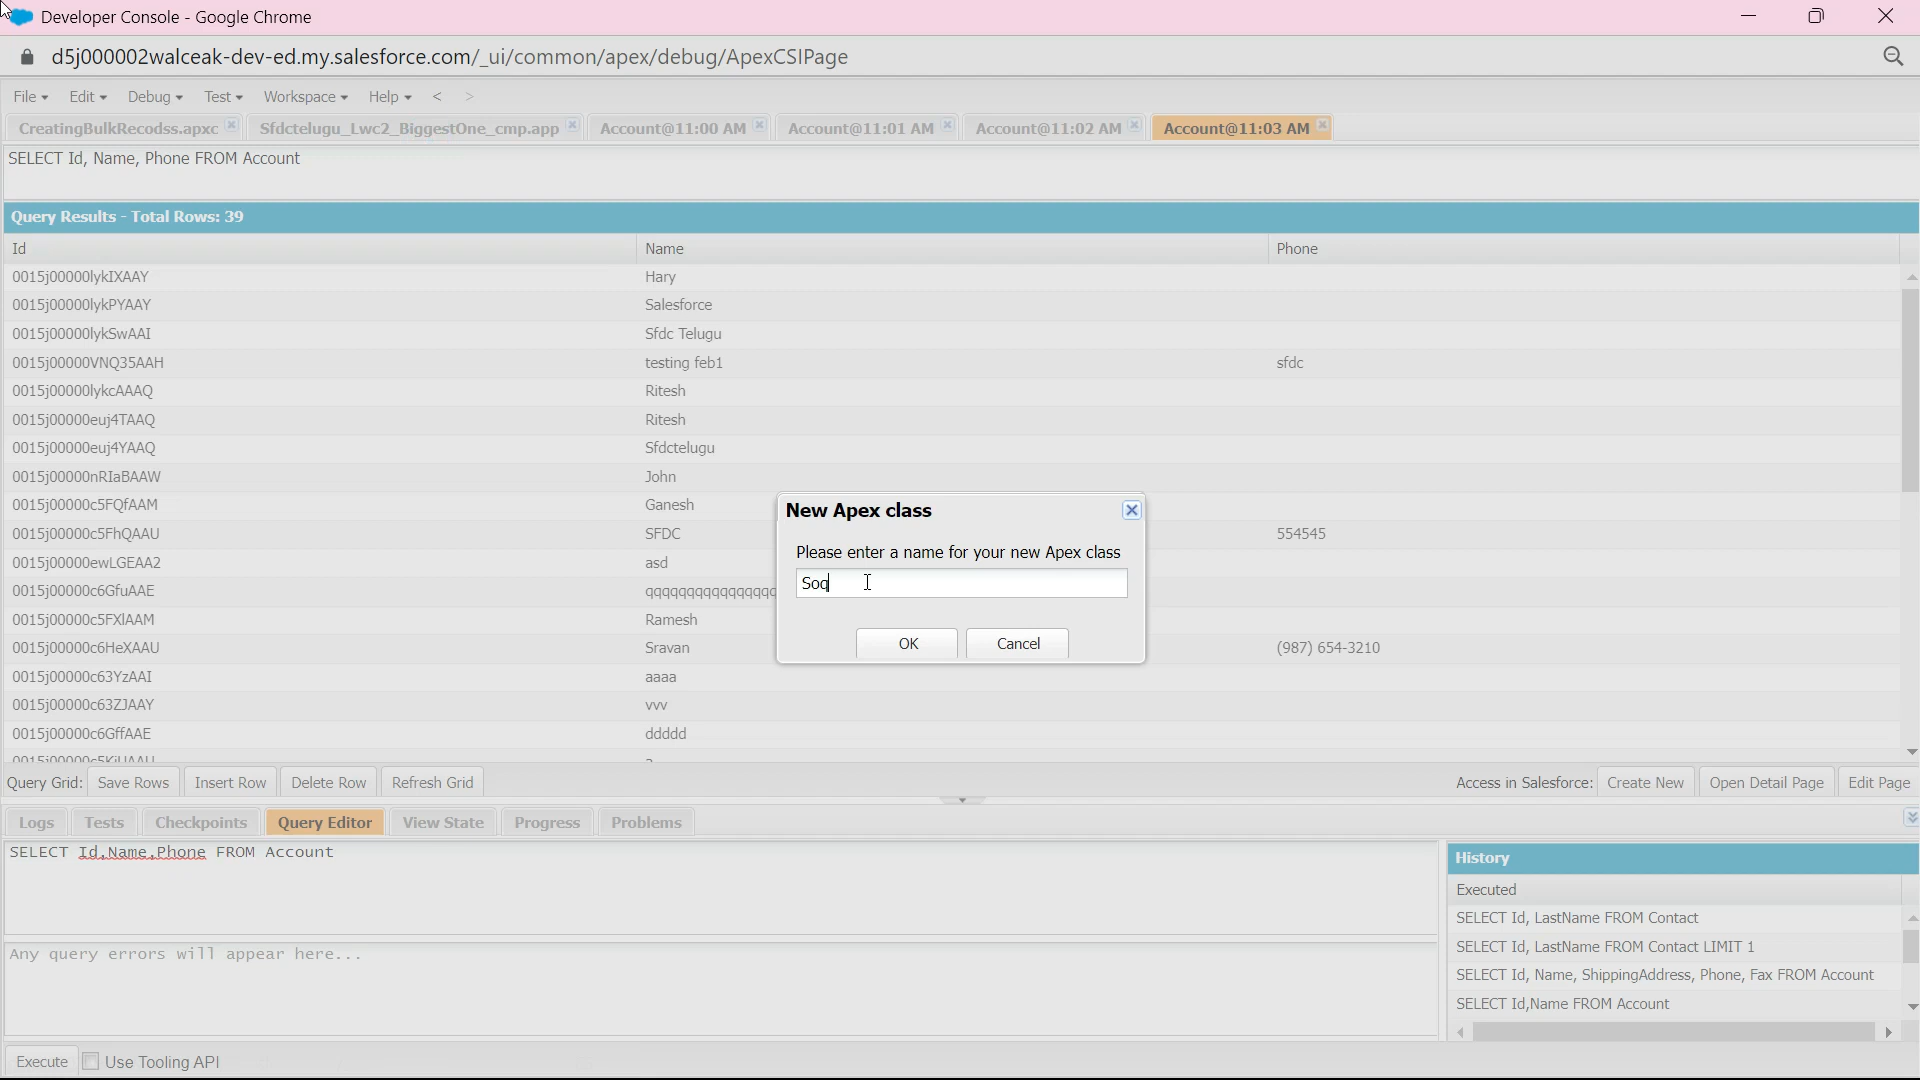 Developer Console - Google Chrome
d5j000002walceak-dev-ed.my.salesforce.com/_ui/common/apex/debug/ApexCSIPage
File Edit Debug Test Workspace Help < >
CreatingBulkRecodss.apxc Sfdctelugu_Lwc2_BiggestOne_cmp.app Account@11:00 AM Account@11:01 AM Account@11:02 AM Account@11:03 AM
SELECT Id, Name, Phone FROM Account
Query Results - Total Rows: 39
Id Name Phone
0015j00000lykIXAAY Hary
0015j00000lykPYAAY Salesforce
0015j00000lykSwAAI Sfdc Telugu
0015j00000VNQ35AAH testing feb1 sfdc
0015j00000lykcAAAQ Ritesh
0015j00000euj4TAAQ Ritesh
0015j00000euj4YAAQ Sfdctelugu
0015j00000nRIaBAAW John
0015j00000c5FQfAAM Ganesh
0015j00000c5FhQAAU SFDC 554545
0015j00000ewLGEAA2 asd
0015j00000c6GfuAAE qqqqqqqqqqqqqqqq
0015j00000c5FXlAAM Ramesh
0015j00000c6HeXAAU Sravan (987) 654-3210
0015j00000c63YzAAI aaaa
0015j00000c63ZJAAY vvv
0015j00000c6GffAAE ddddd
New Apex class
Please enter a name for your new Apex class
Soq
OK Cancel
Query Grid: Save Rows Insert Row Delete Row Refresh Grid Access in Salesforce: Create New Open Detail Page Edit Page
Logs Tests Checkpoints Query Editor View State Progress Problems
SELECT Id,Name,Phone FROM Account
Any query errors will appear here...
History
Executed
SELECT Id, LastName FROM Contact
SELECT Id, LastName FROM Contact LIMIT 1
SELECT Id, Name, ShippingAddress, Phone, Fax FROM Account
SELECT Id,Name FROM Account
Execute Use Tooling API